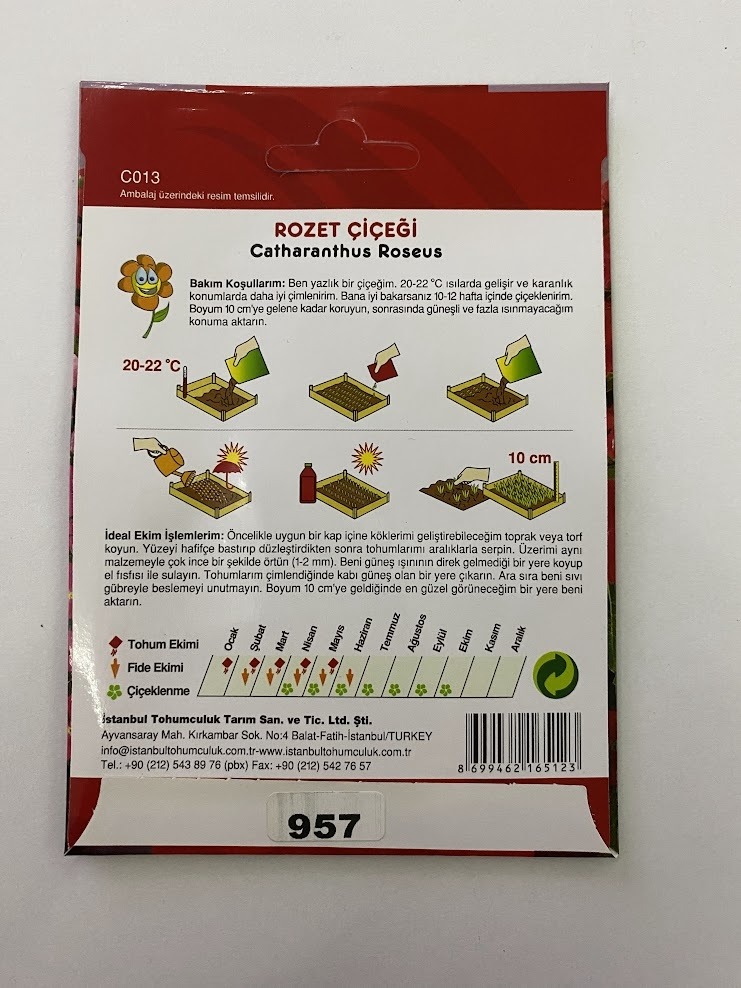 C013
Ambalaj üzerindeki resim temsilidir.
ROZET ÇİÇEĞİ
Catharanthus Roseus
Bakım Koşullarım: Ben yazlık bir çiçeğim. 20-22 °C ısılarda gelişir ve karanlık
konumlarda daha iyi çimlenirim. Bana iyi bakarsanız 10-12 hafta içinde çiçeklenirim.
Boyum 10 cm'ye gelene kadar koruyun, sonrasında güneşli ve fazla ısınmayacağım
konuma aktarın.
20-22 °C
10 cm
İdeal Ekim İşlemlerim: Öncelikle uygun bir kap içine köklerimi geliştirebileceğim toprak veya torf
koyun. Yüzeyi hafifçe bastırıp düzleştirdikten sonra tohumlarımı aralıklarla serpin. Üzerimi aynı
malzemeyle çok ince bir şekilde örtün (1-2 mm). Beni güneş ışınının direk gelmediği bir yere koyup
el fısfısı ile sulayın. Tohumlarım çimlendiğinde kabı güneş olan bir yere çıkarın. Ara sıra beni sıvı
gübreyle beslemeyi unutmayın. Boyum 10 cm'ye geldiğinde en güzel görüneceğim bir yere beni
aktarın.
Ocak Şubat Mart Nisan Mayıs Haziran Temmuz Ağustos Eylül Ekim Kasım Aralık
Tohum Ekimi
Fide Ekimi
Çiçeklenme
İstanbul Tohumculuk Tarım San. ve Tic. Ltd. Şti.
Ayvansaray Mah. Kırkambar Sok. No:4 Balat-Fatih-İstanbul/TURKEY
info@istanbultohumculuk.com.tr-www.istanbultohumculuk.com.tr
Tel.: +90 (212) 543 89 76 (pbx) Fax: +90 (212) 542 76 57
8 699462 165123
957